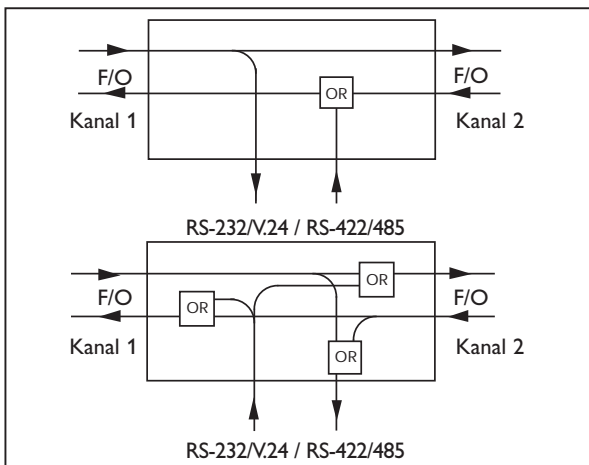 F/O
F/O
OR
Kanal 1
Kanal 2
RS-232/V.24 / RS-422/485
OR
F/O
F/O
OR
Kanal 1
Kanal 2
OR
RS-232/V.24 / RS-422/485